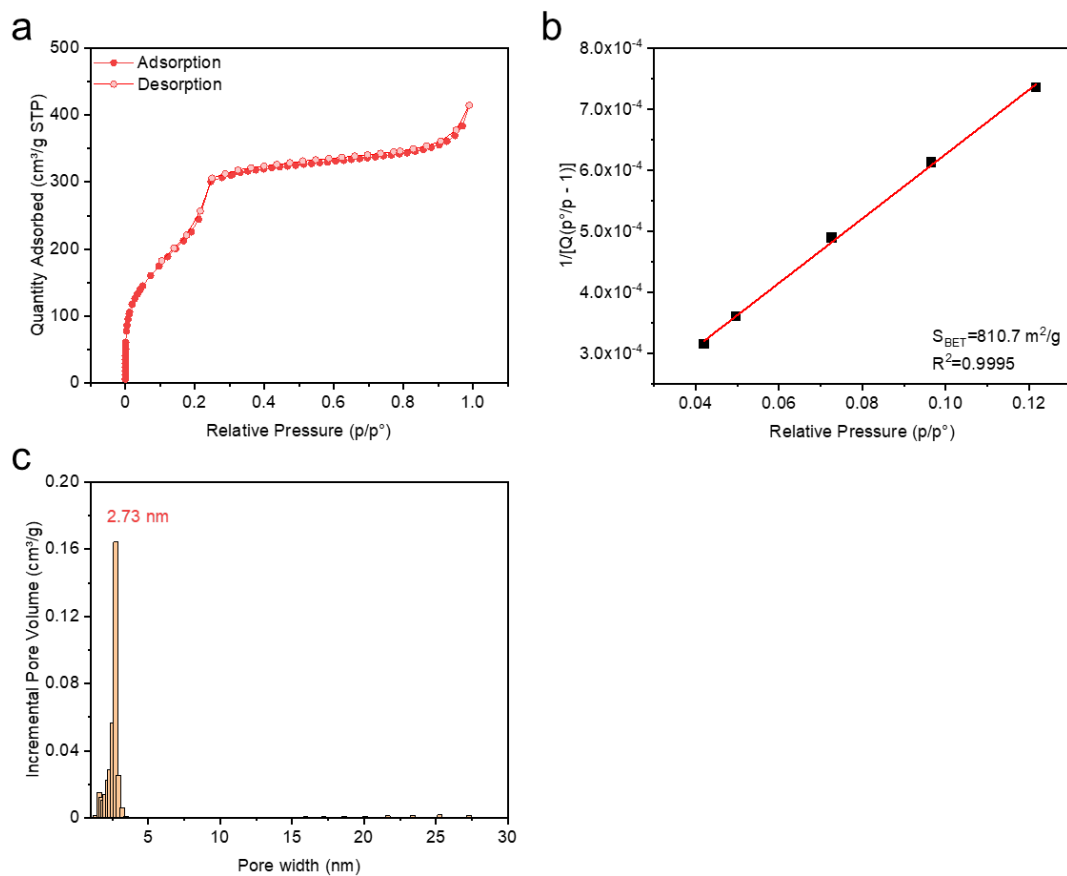 a
500
400
300
200
100
0
Quantity Adsorbed (cm³/g STP)
Adsorption
Desorption
0
0.2
0.4
0.6
0.8
1.0
Relative Pressure (p/p°)
b
8.0x10⁻⁴
7.0x10⁻⁴
6.0x10⁻⁴
5.0x10⁻⁴
4.0x10⁻⁴
3.0x10⁻⁴
1/[Q(p°/p - 1)]
S_BET=810.7 m²/g
R²=0.9995
0.04
0.06
0.08
0.10
0.12
Relative Pressure (p/p°)
c
0.20
0.16
0.12
0.08
0.04
0
Incremental Pore Volume (cm³/g)
2.73 nm
5
10
15
20
25
30
Pore width (nm)